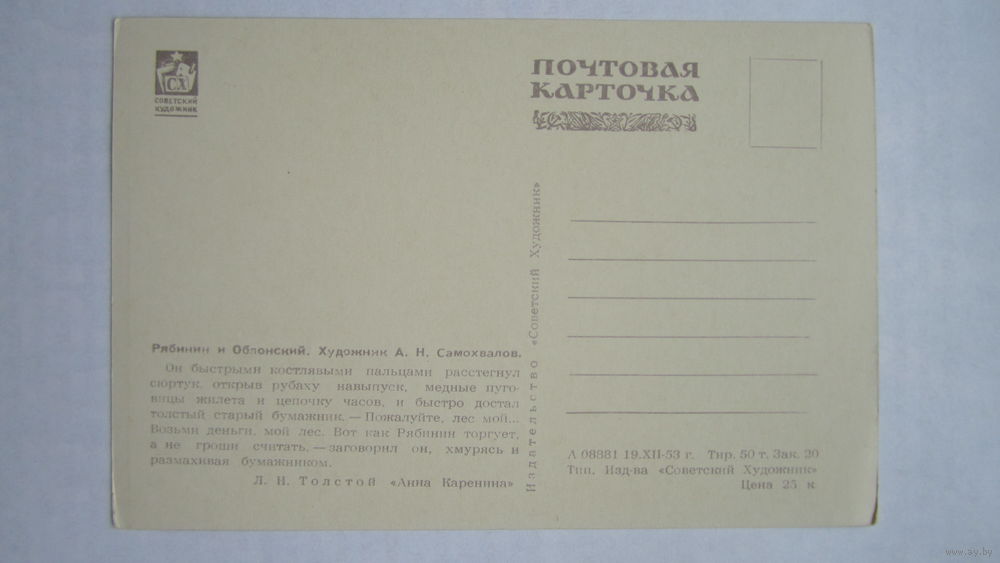 СХ
СОВЕТСКИЙ
ХУДОЖНИК
ПОЧТОВАЯ
КАРТОЧКА
Рябинин и Облонский. Художник А. Н. Самохвалов.
Он быстрыми костлявыми пальцами расстегнул
сюртук, открыв рубаху навыпуск, медные пуго-
вицы жилета и цепочку часов, и быстро достал
толстый старый бумажник. — Пожалуйте, лес мой...
Возьми деньги, мой лес. Вот как Рябинин торгует,
а не гроши считать, — заговорил он, хмурясь и
размахивая бумажником.
Л. Н. Толстой «Анна Каренина»
Издательство «Советский Художник»
Л 08381 19.XII-53 г. Тир. 50 т. Зак. 20
Тип. Изд-ва «Советский Художник»
Цена 25 к
www.ay.by